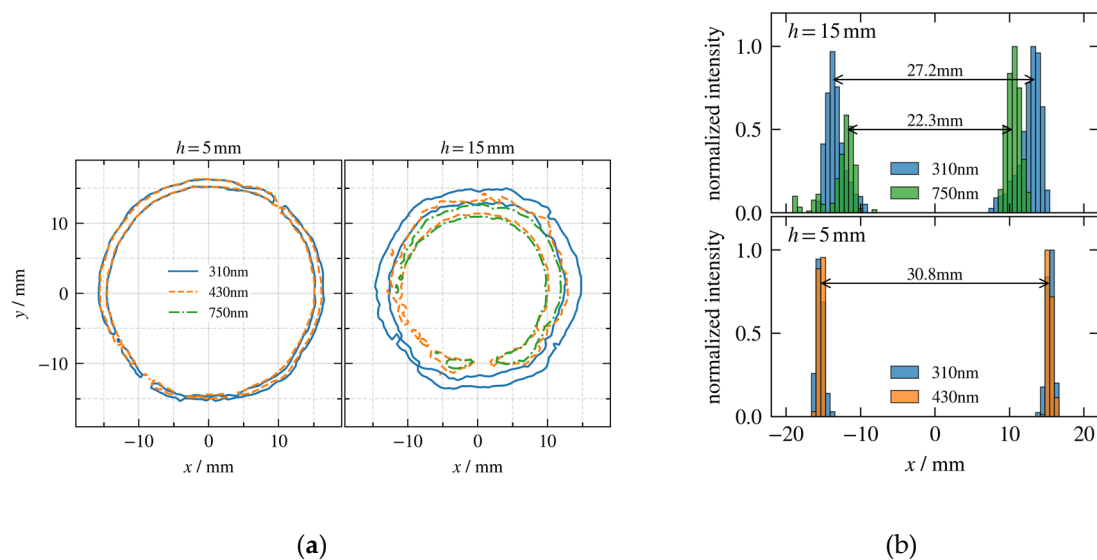 h = 5 mm
h = 15 mm
10
0
−10
y / mm
310nm
430nm
750nm
−10
0
10
−10
0
10
x / mm
x / mm
(a)
h = 15 mm
1.0
0.5
0.0
normalized intensity
27.2mm
22.3mm
310nm
750nm
h = 5 mm
1.0
0.5
0.0
normalized intensity
30.8mm
310nm
430nm
−20
−10
0
10
20
x / mm
(b)